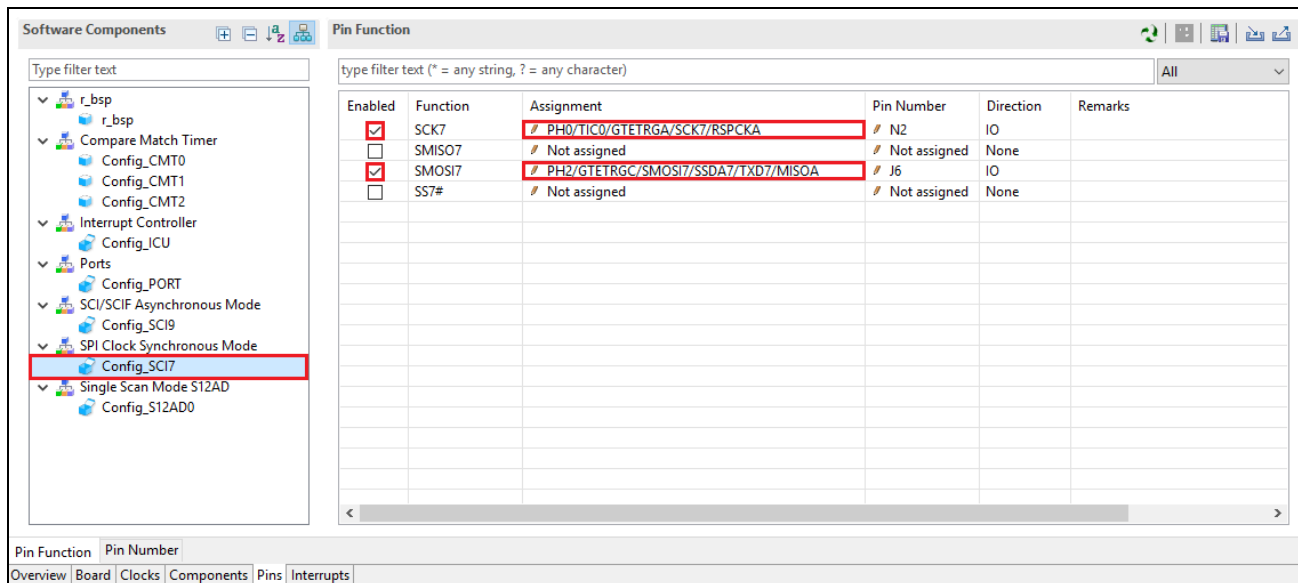 Software Components
Pin Function
Type filter text
type filter text (* = any string, ? = any character)
All
r_bsp
r_bsp
Compare Match Timer
Config_CMT0
Config_CMT1
Config_CMT2
Interrupt Controller
Config_ICU
Ports
Config_PORT
SCI/SCIF Asynchronous Mode
Config_SCI9
SPI Clock Synchronous Mode
Config_SCI7
Single Scan Mode S12AD
Config_S12AD0
Enabled Function Assignment Pin Number Direction Remarks
SCK7 PH0/TIC0/GTETRGA/SCK7/RSPCKA N2 IO
SMISO7 Not assigned Not assigned None
SMOSI7 PH2/GTETRGC/SMOSI7/SSDA7/TXD7/MISOA J6 IO
SS7# Not assigned Not assigned None
Pin Function Pin Number
Overview Board Clocks Components Pins Interrupts